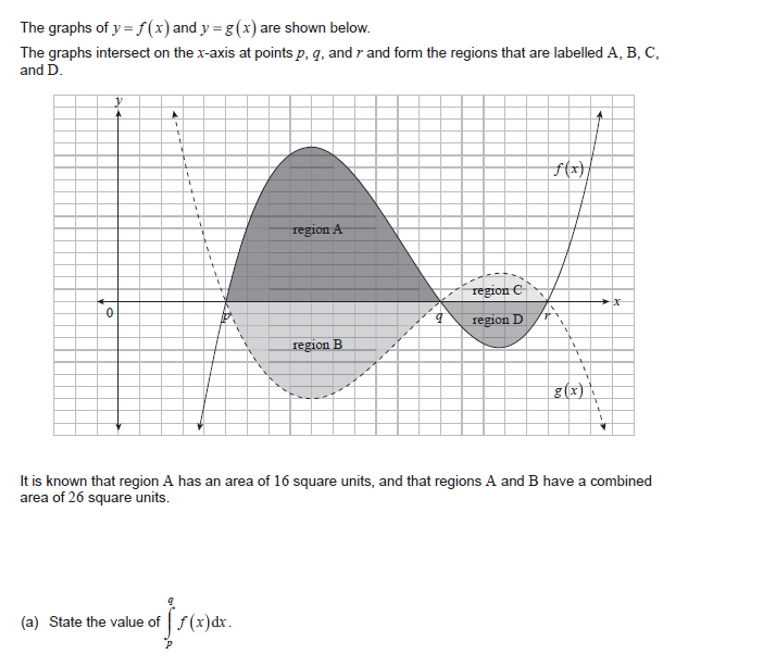 The graphs of y = f(x) and y = g(x) are shown below.
The graphs intersect on the x-axis at points p, q, and r and form the regions that are labelled A, B, C,
and D.
y
f(x)
region A
region C
x
0
p
q
region D
r
region B
g(x)
It is known that region A has an area of 16 square units, and that regions A and B have a combined
area of 26 square units.
(a) State the value of ∫_p^q f(x)dx.